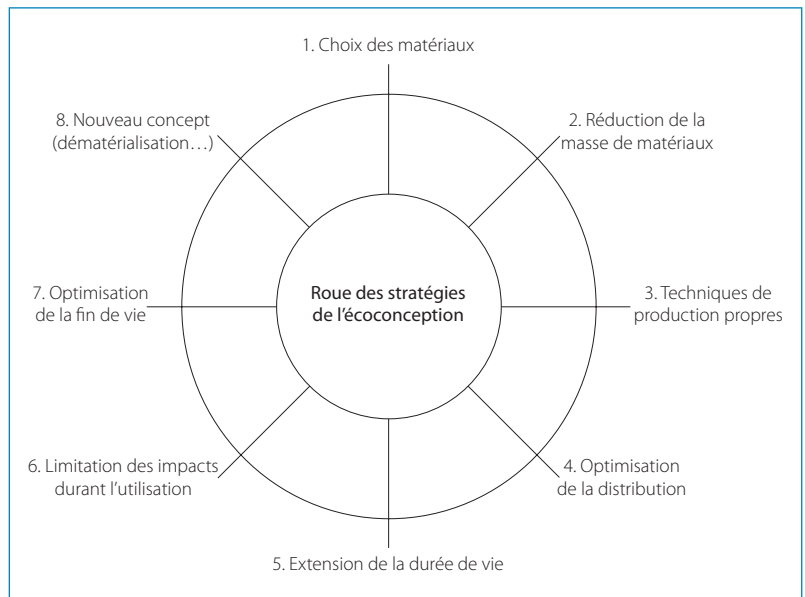 1. Choix des matériaux
2. Réduction de la
masse de matériaux
3. Techniques de
production propres
4. Optimisation
de la distribution
5. Extension de la durée de vie
6. Limitation des impacts
durant l’utilisation
7. Optimisation
de la fin de vie
8. Nouveau concept
(dématérialisation…)
Roue des stratégies
de l’écoconception